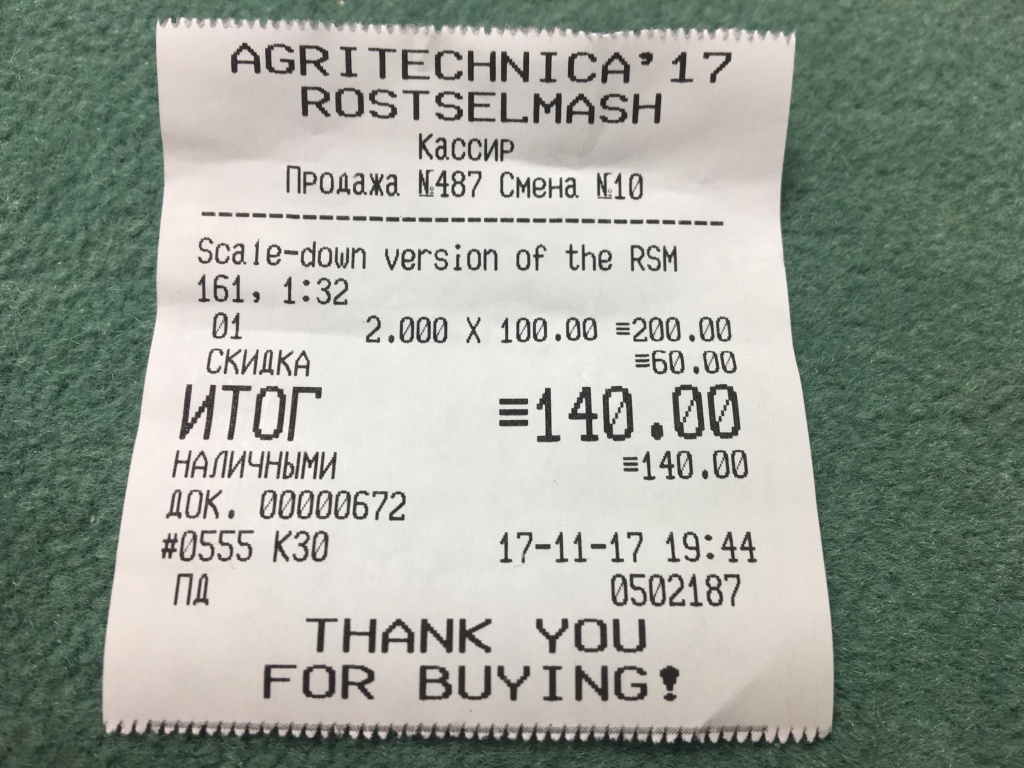 AGRITECHNICA'17
ROSTSELMASH
Кассир
Продажа №487 Смена №10
Scale-down version of the RSM
161, 1:32
01 2.000 X 100.00 ≡200.00
СКИДКА ≡60.00
ИТОГ ≡140.00
НАЛИЧНЫМИ ≡140.00
ДОК. 00000672
#0555 К30 17-11-17 19:44
ПД 0502187
THANK YOU
FOR BUYING!